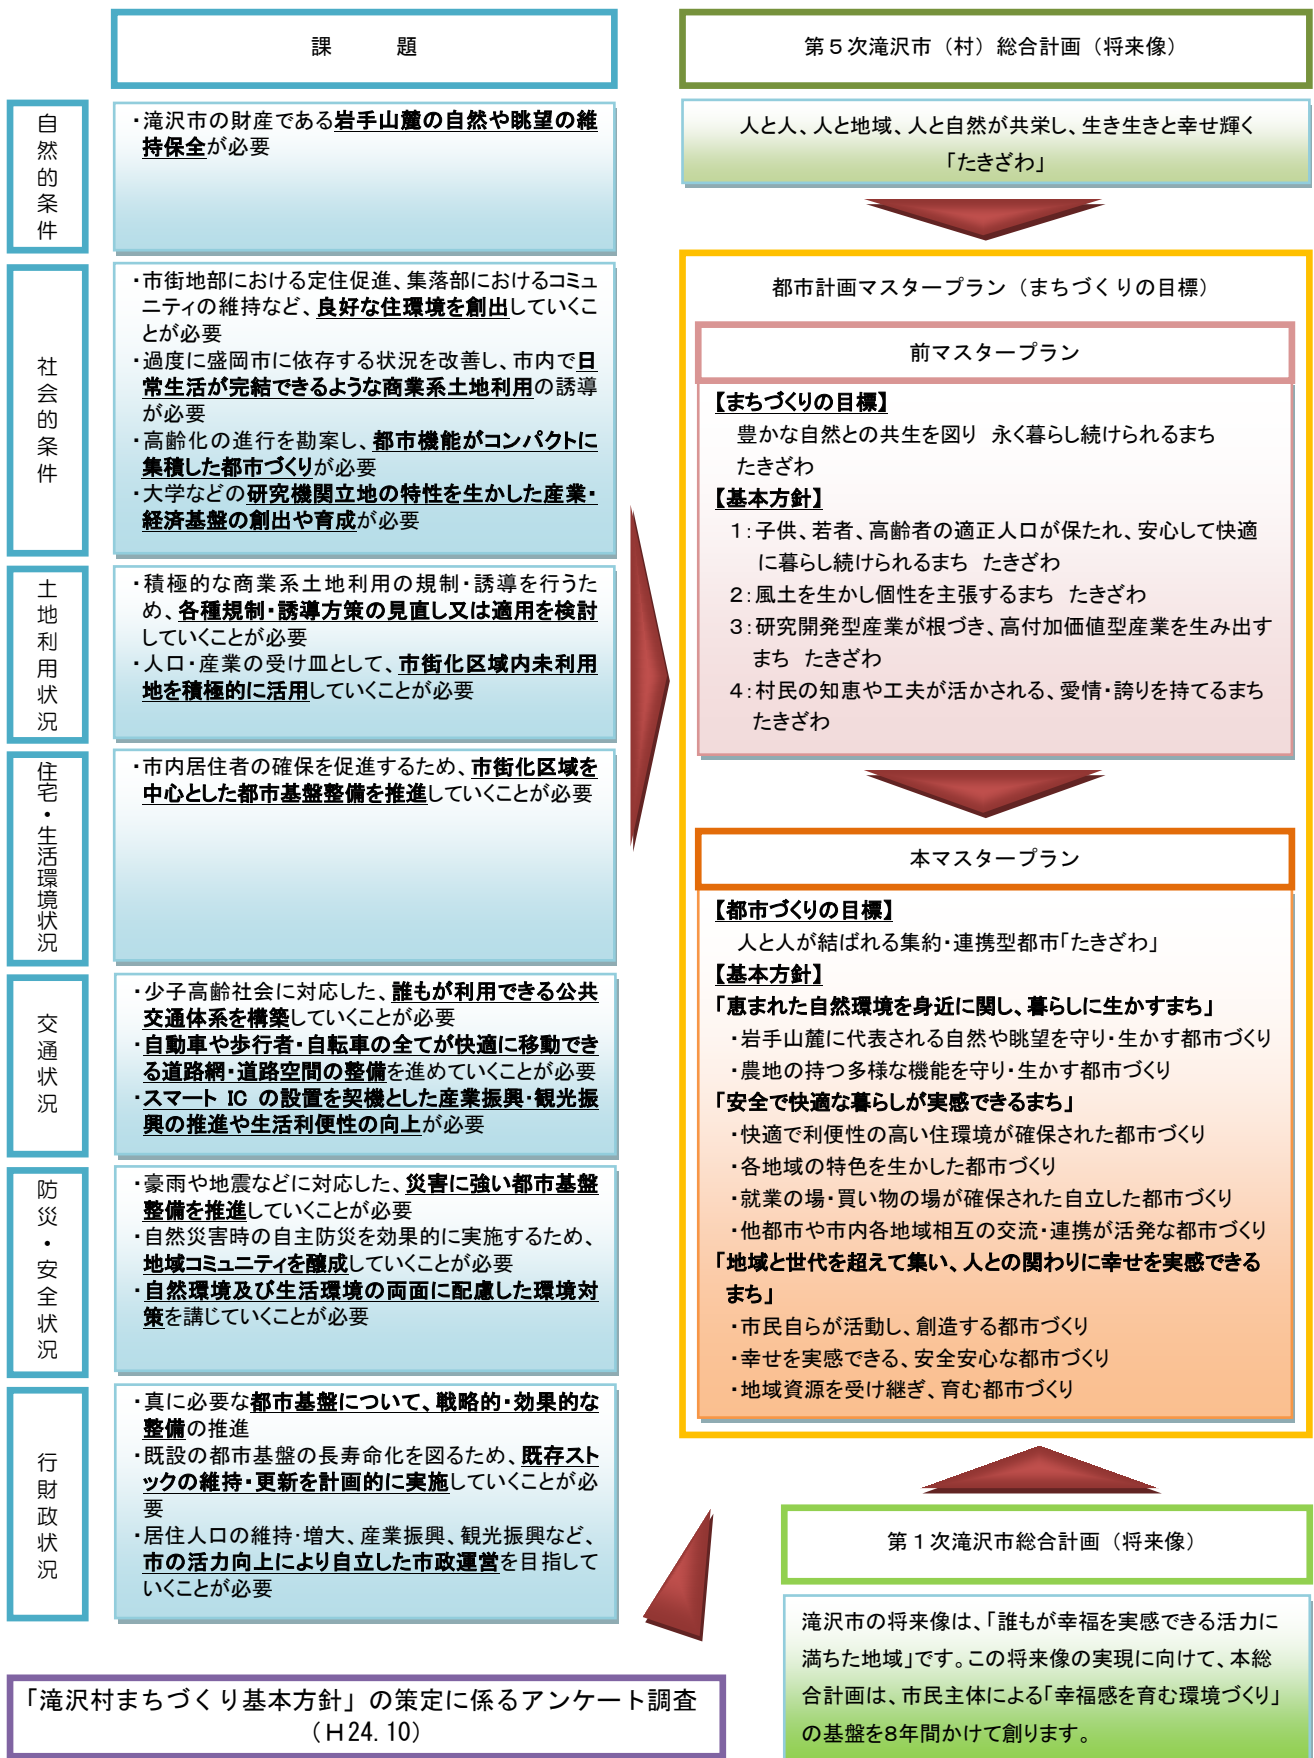 課　　題
自然的条件
・滝沢市の財産である岩手山麓の自然や眺望の維
持保全が必要
社会的条件
・市街地部における定住促進、集落部におけるコミュ
ニティの維持など、良好な住環境を創出していくこ
とが必要
・過度に盛岡市に依存する状況を改善し、市内で日
常生活が完結できるような商業系土地利用の誘導
が必要
・高齢化の進行を勘案し、都市機能がコンパクトに
集積した都市づくりが必要
・大学などの研究機関立地の特性を生かした産業・
経済基盤の創出や育成が必要
土地利用状況
・積極的な商業系土地利用の規制・誘導を行うた
め、各種規制・誘導方策の見直し又は適用を検討
していくことが必要
・人口・産業の受け皿として、市街化区域内未利用
地を積極的に活用していくことが必要
住宅・生活環境状況
・市内居住者の確保を促進するため、市街化区域を
中心とした都市基盤整備を推進していくことが必要
交通状況
・少子高齢社会に対応した、誰もが利用できる公共
交通体系を構築していくことが必要
・自動車や歩行者・自転車の全てが快適に移動でき
る道路網・道路空間の整備を進めていくことが必要
・スマート IC の設置を契機とした産業振興・観光振
興の推進や生活利便性の向上が必要
防災・安全状況
・豪雨や地震などに対応した、災害に強い都市基盤
整備を推進していくことが必要
・自然災害時の自主防災を効果的に実施するため、
地域コミュニティを醸成していくことが必要
・自然環境及び生活環境の両面に配慮した環境対
策を講じていくことが必要
行財政状況
・真に必要な都市基盤について、戦略的・効果的な
整備の推進
・既設の都市基盤の長寿命化を図るため、既存スト
ックの維持・更新を計画的に実施していくことが必
要
・居住人口の維持・増大、産業振興、観光振興など、
市の活力向上により自立した市政運営を目指して
いくことが必要
「滝沢村まちづくり基本方針」の策定に係るアンケート調査
（H24.10）
第５次滝沢市（村）総合計画（将来像）
人と人、人と地域、人と自然が共栄し、生き生きと幸せ輝く
「たきざわ」
都市計画マスタープラン（まちづくりの目標）
前マスタープラン
【まちづくりの目標】
豊かな自然との共生を図り　永く暮らし続けられるまち
たきざわ
【基本方針】
１：子供、若者、高齢者の適正人口が保たれ、安心して快適
に暮らし続けられるまち　たきざわ
２：風土を生かし個性を主張するまち　たきざわ
３：研究開発型産業が根づき、高付加価値型産業を生み出す
まち　たきざわ
４：村民の知恵や工夫が活かされる、愛情・誇りを持てるまち
たきざわ
本マスタープラン
【都市づくりの目標】
人と人が結ばれる集約・連携型都市「たきざわ」
【基本方針】
「恵まれた自然環境を身近に関し、暮らしに生かすまち」
・岩手山麓に代表される自然や眺望を守り・生かす都市づくり
・農地の持つ多様な機能を守り・生かす都市づくり
「安全で快適な暮らしが実感できるまち」
・快適で利便性の高い住環境が確保された都市づくり
・各地域の特色を生かした都市づくり
・就業の場・買い物の場が確保された自立した都市づくり
・他都市や市内各地域相互の交流・連携が活発な都市づくり
「地域と世代を超えて集い、人との関わりに幸せを実感できる
まち」
・市民自らが活動し、創造する都市づくり
・幸せを実感できる、安全安心な都市づくり
・地域資源を受け継ぎ、育む都市づくり
第１次滝沢市総合計画（将来像）
滝沢市の将来像は、「誰もが幸福を実感できる活力に
満ちた地域」です。この将来像の実現に向けて、本総
合計画は、市民主体による「幸福感を育む環境づくり」
の基盤を8年間かけて創ります。